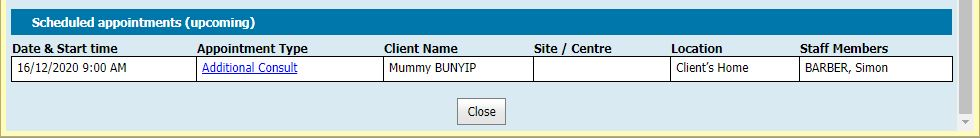 Scheduled appointments (upcoming)
Date & Start time Appointment Type Client Name Site / Centre Location Staff Members
16/12/2020 9:00 AM Additional Consult Mummy BUNYIP Client's Home BARBER, Simon
Close